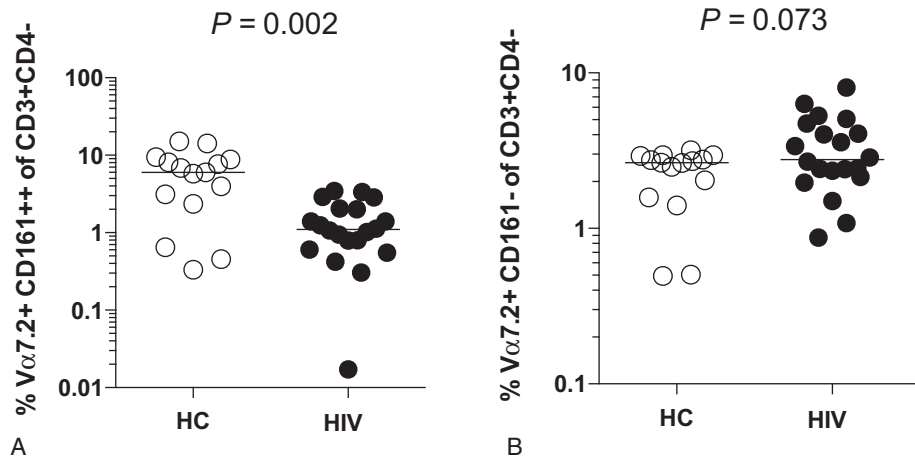 P = 0.002
% Vα7.2+ CD161++ of CD3+CD4-
100
10
1
0.1
0.01
HC
HIV
A
P = 0.073
% Vα7.2+ CD161- of CD3+CD4-
10
1
0.1
HC
HIV
B